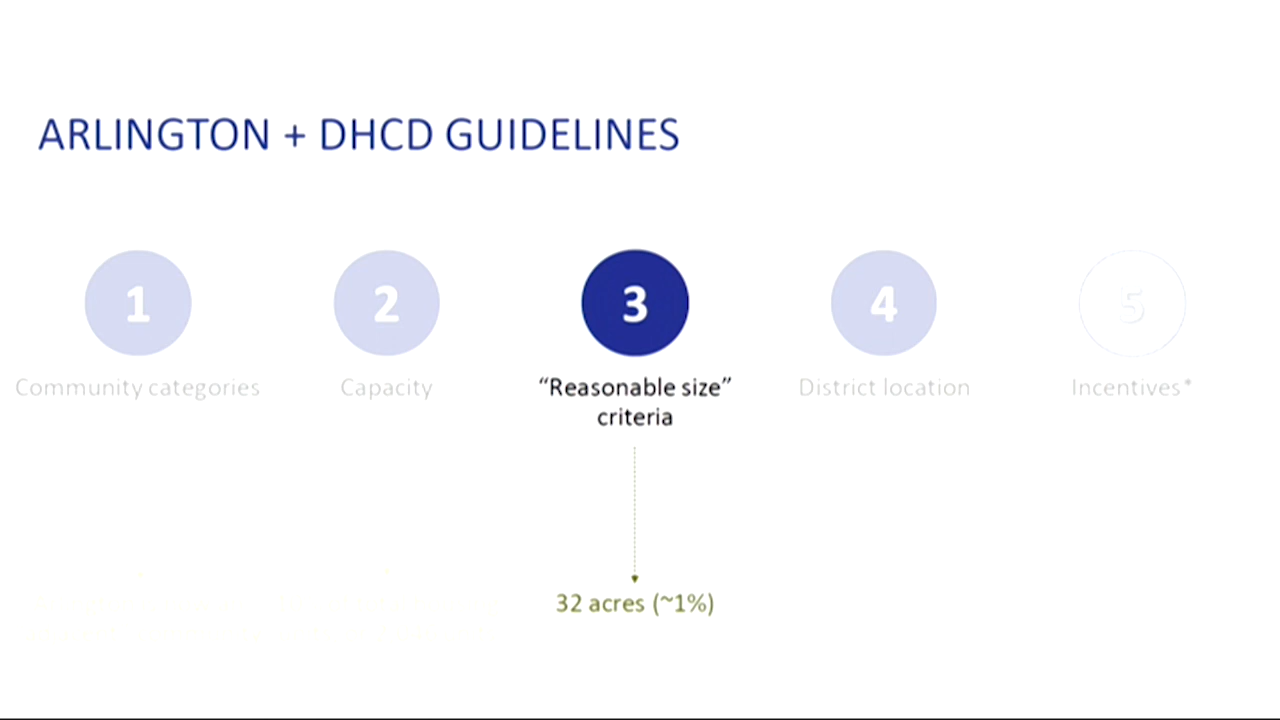 ARLINGTON + DHCD GUIDELINES
1
2
3
4
5
Community categories
Capacity
“Reasonable size”
criteria
District location
Incentives*
32 acres (~1%)